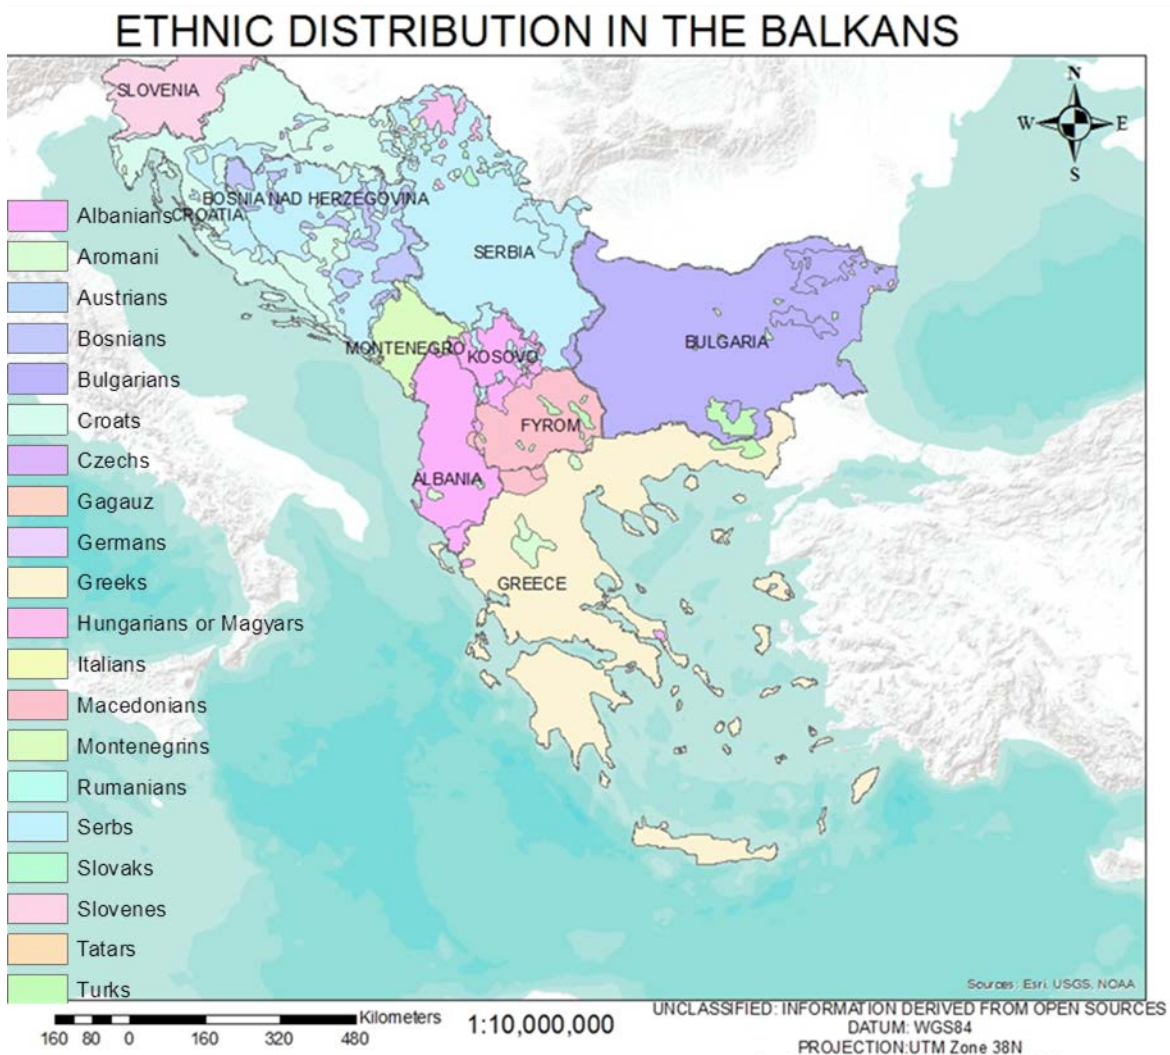 ETHNIC DISTRIBUTION IN THE BALKANS
N
W
E
S
SLOVENIA
BOSNIA NAD HERZEGOVINA
CROATIA
SERBIA
BULGARIA
MONTENEGRO
KOSOVO
FYROM
ALBANIA
GREECE
Albanians
Aromani
Austrians
Bosnians
Bulgarians
Croats
Czechs
Gagauz
Germans
Greeks
Hungarians or Magyars
Italians
Macedonians
Montenegrins
Rumanians
Serbs
Slovaks
Slovenes
Tatars
Turks
Sources: Esri, USGS, NOAA
Kilometers
160 80 0 160 320 480
1:10,000,000
UNCLASSIFIED: INFORMATION DERIVED FROM OPEN SOURCES
DATUM: WGS84
PROJECTION:UTM Zone 38N